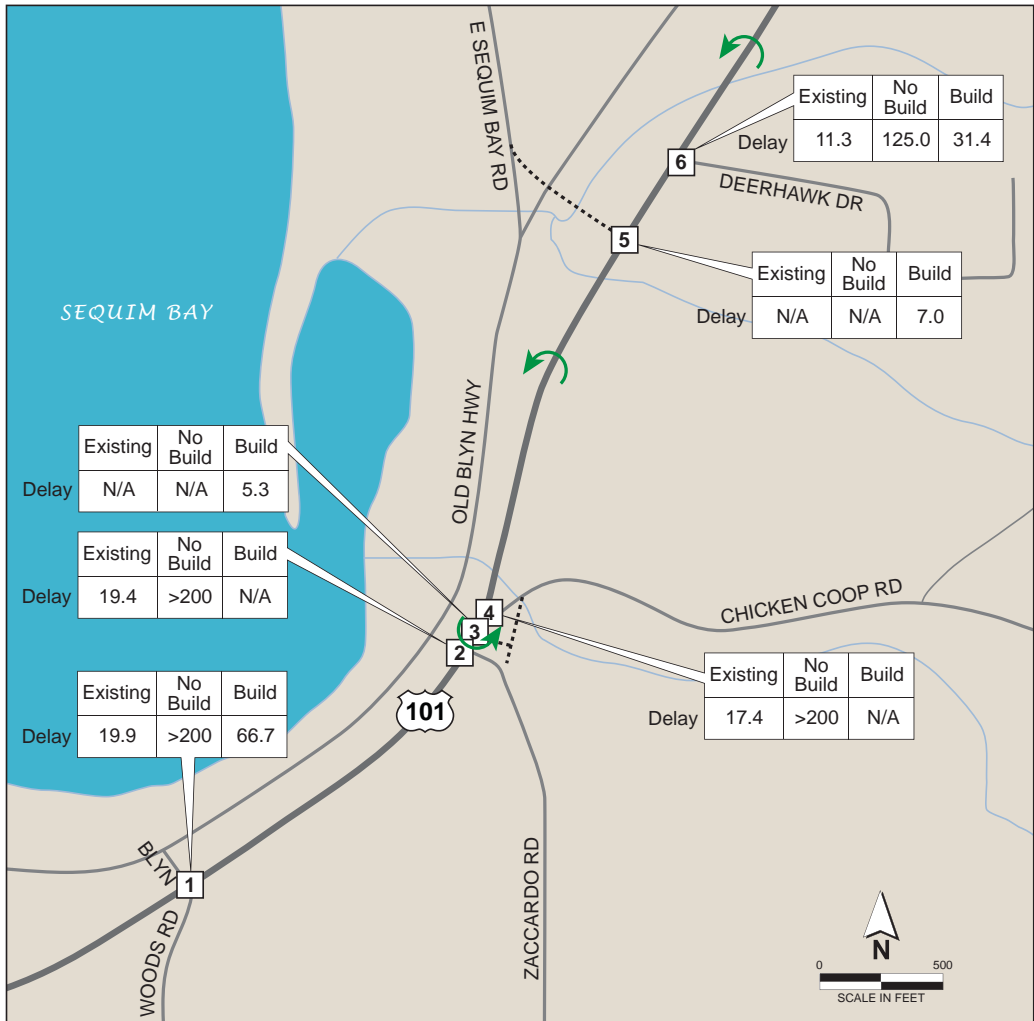 E SEQUIM BAY RD
Existing No Build Build
Delay 11.3 125.0 31.4
6
DEERHAWK DR
5
Existing No Build Build
Delay N/A N/A 7.0
SEQUIM BAY
OLD BLYN HWY
Existing No Build Build
Delay N/A N/A 5.3
Existing No Build Build
Delay 19.4 >200 N/A
4
3
2
CHICKEN COOP RD
Existing No Build Build
Delay 17.4 >200 N/A
Existing No Build Build
Delay 19.9 >200 66.7
101
BLYN
1
WOODS RD
ZACCARDO RD
N
0 500
SCALE IN FEET